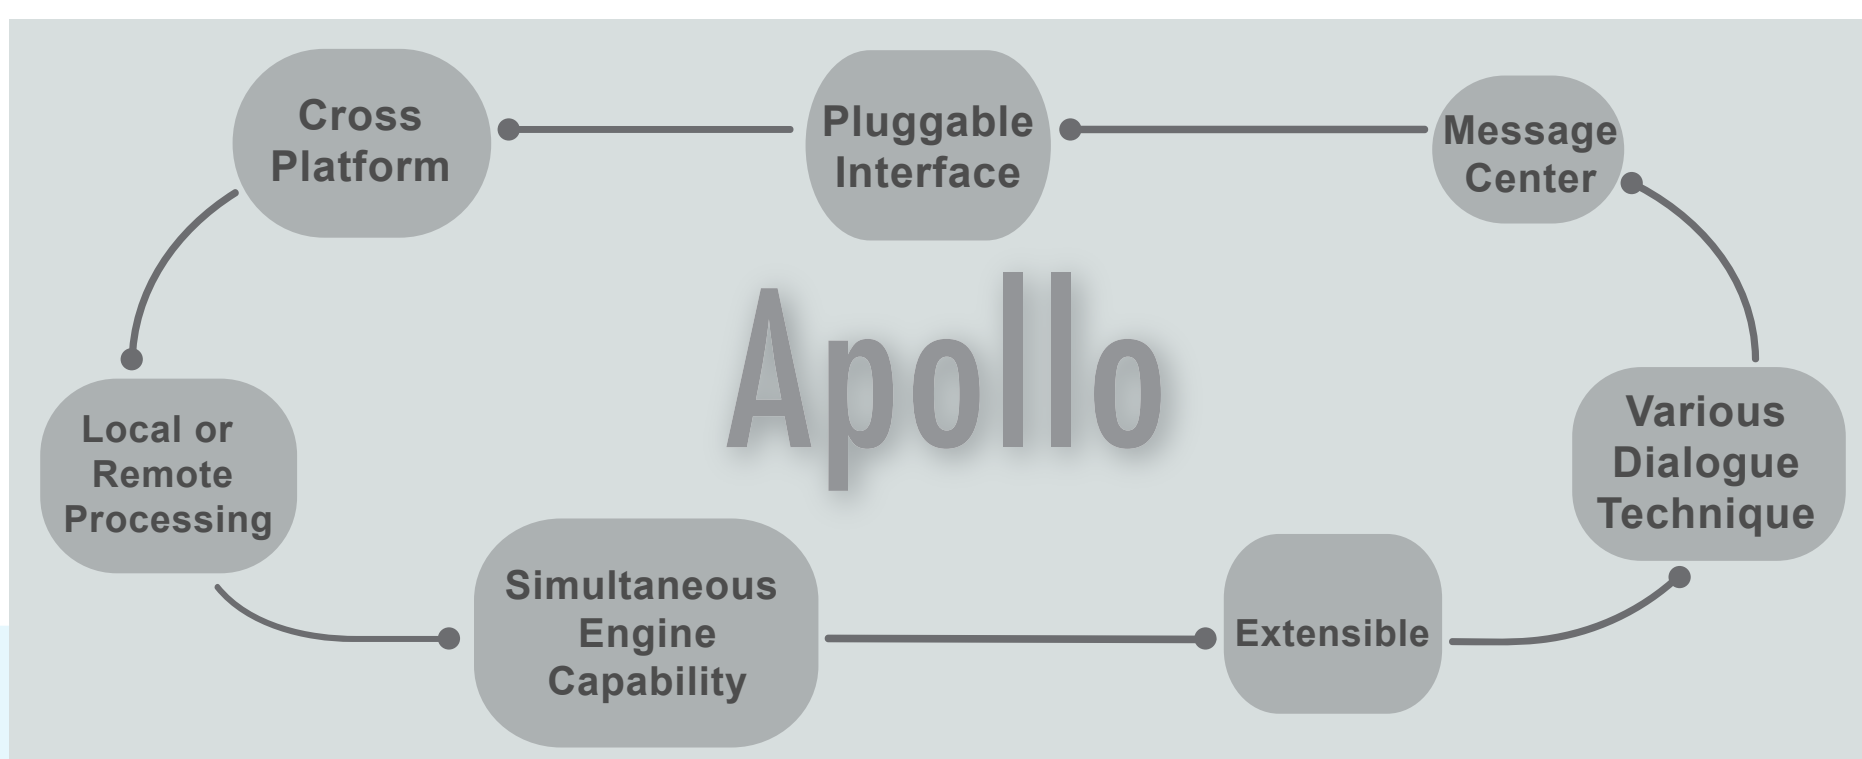 Cross
Platform
Pluggable
Interface
Message
Center
Apollo
Local or
Remote
Processing
Various
Dialogue
Technique
Simultaneous
Engine
Capability
Extensible